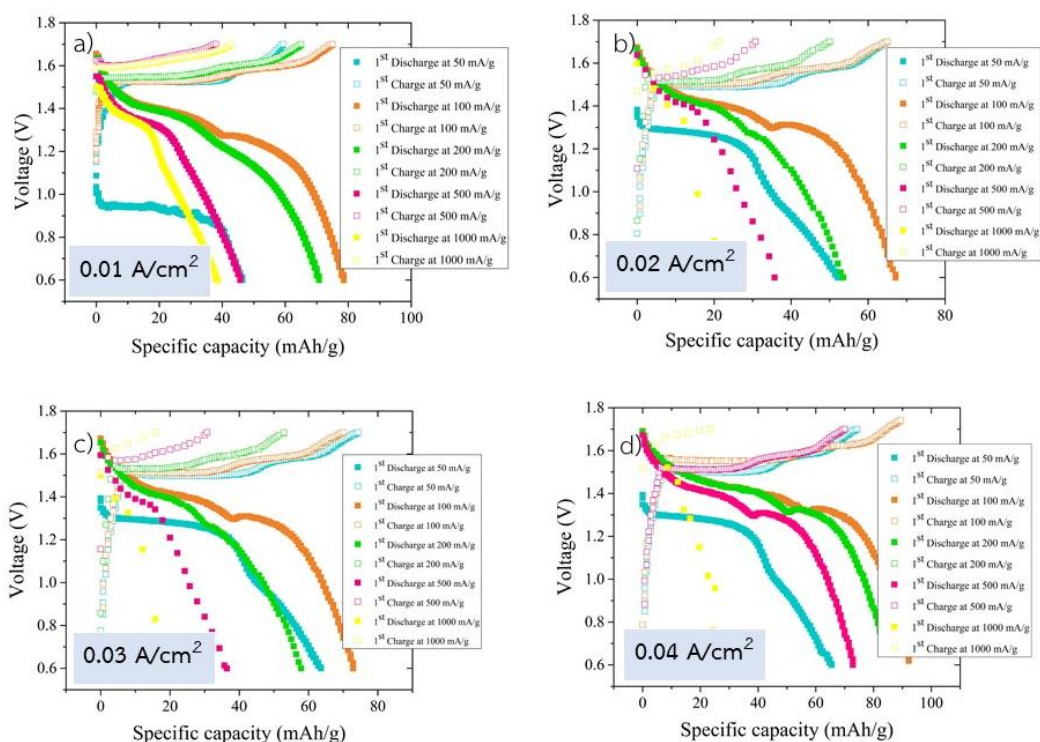 a)
1.8
1.6
1.4
1.2
1.0
0.8
0.6
Voltage (V)
1st Discharge at 50 mA/g
1st Charge at 50 mA/g
1st Discharge at 100 mA/g
1st Charge at 100 mA/g
1st Discharge at 200 mA/g
1st Charge at 200 mA/g
1st Discharge at 500 mA/g
1st Charge at 500 mA/g
1st Discharge at 1000 mA/g
1st Charge at 1000 mA/g
0.01 A/cm2
0 20 40 60 80 100
Specific capacity (mAh/g)
b)
1.8
1.6
1.4
1.2
1.0
0.8
0.6
Voltage (V)
1st Discharge at 50 mA/g
1st Charge at 50 mA/g
1st Discharge at 100 mA/g
1st Charge at 100 mA/g
1st Discharge at 200 mA/g
1st Charge at 200 mA/g
1st Discharge at 500 mA/g
1st Charge at 500 mA/g
1st Discharge at 1000 mA/g
1st Charge at 1000 mA/g
0.02 A/cm2
0 20 40 60 80
Specific capacity (mAh/g)
c)
1.8
1.6
1.4
1.2
1.0
0.8
0.6
Voltage (V)
1st Discharge at 50 mA/g
1st Charge at 50 mA/g
1st Discharge at 100 mA/g
1st Charge at 100 mA/g
1st Discharge at 200 mA/g
1st Charge at 200 mA/g
1st Discharge at 500 mA/g
1st Charge at 500 mA/g
1st Discharge at 1000 mA/g
1st Charge at 1000 mA/g
0.03 A/cm2
0 20 40 60 80
Specific capacity (mAh/g)
d)
1.8
1.6
1.4
1.2
1.0
0.8
0.6
Voltage (V)
1st Discharge at 50 mA/g
1st Charge at 50 mA/g
1st Discharge at 100 mA/g
1st Charge at 100 mA/g
1st Discharge at 200 mA/g
1st Charge at 200 mA/g
1st Discharge at 500 mA/g
1st Charge at 500 mA/g
1st Discharge at 1000 mA/g
1st Charge at 1000 mA/g
0.04 A/cm2
0 20 40 60 80 100
Specific capacity (mAh/g)